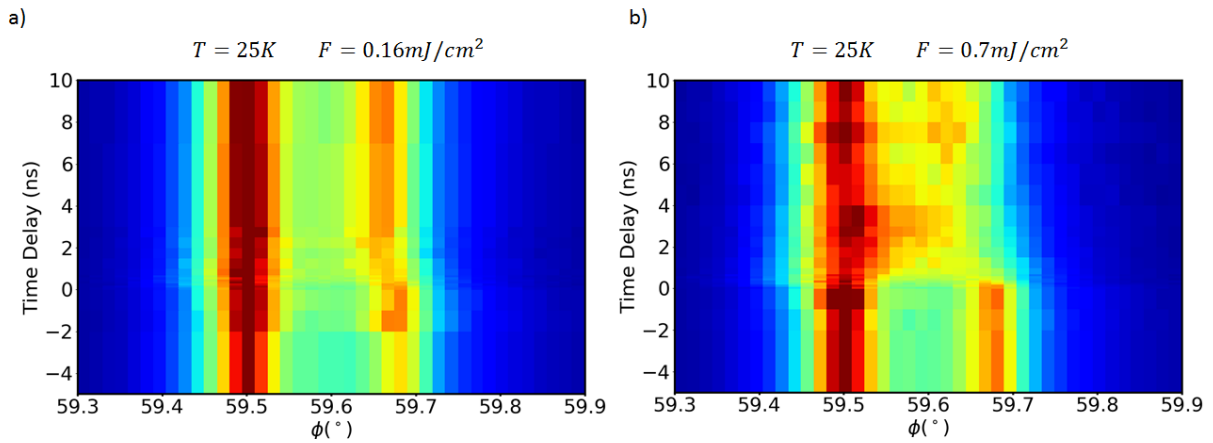 a)
T = 25K F = 0.16mJ/cm²
10
8
6
4
2
0
−2
−4
Time Delay (ns)
59.3 59.4 59.5 59.6 59.7 59.8 59.9
ϕ(°)
b)
T = 25K F = 0.7mJ/cm²
10
8
6
4
2
0
−2
−4
Time Delay (ns)
59.3 59.4 59.5 59.6 59.7 59.8 59.9
ϕ(°)